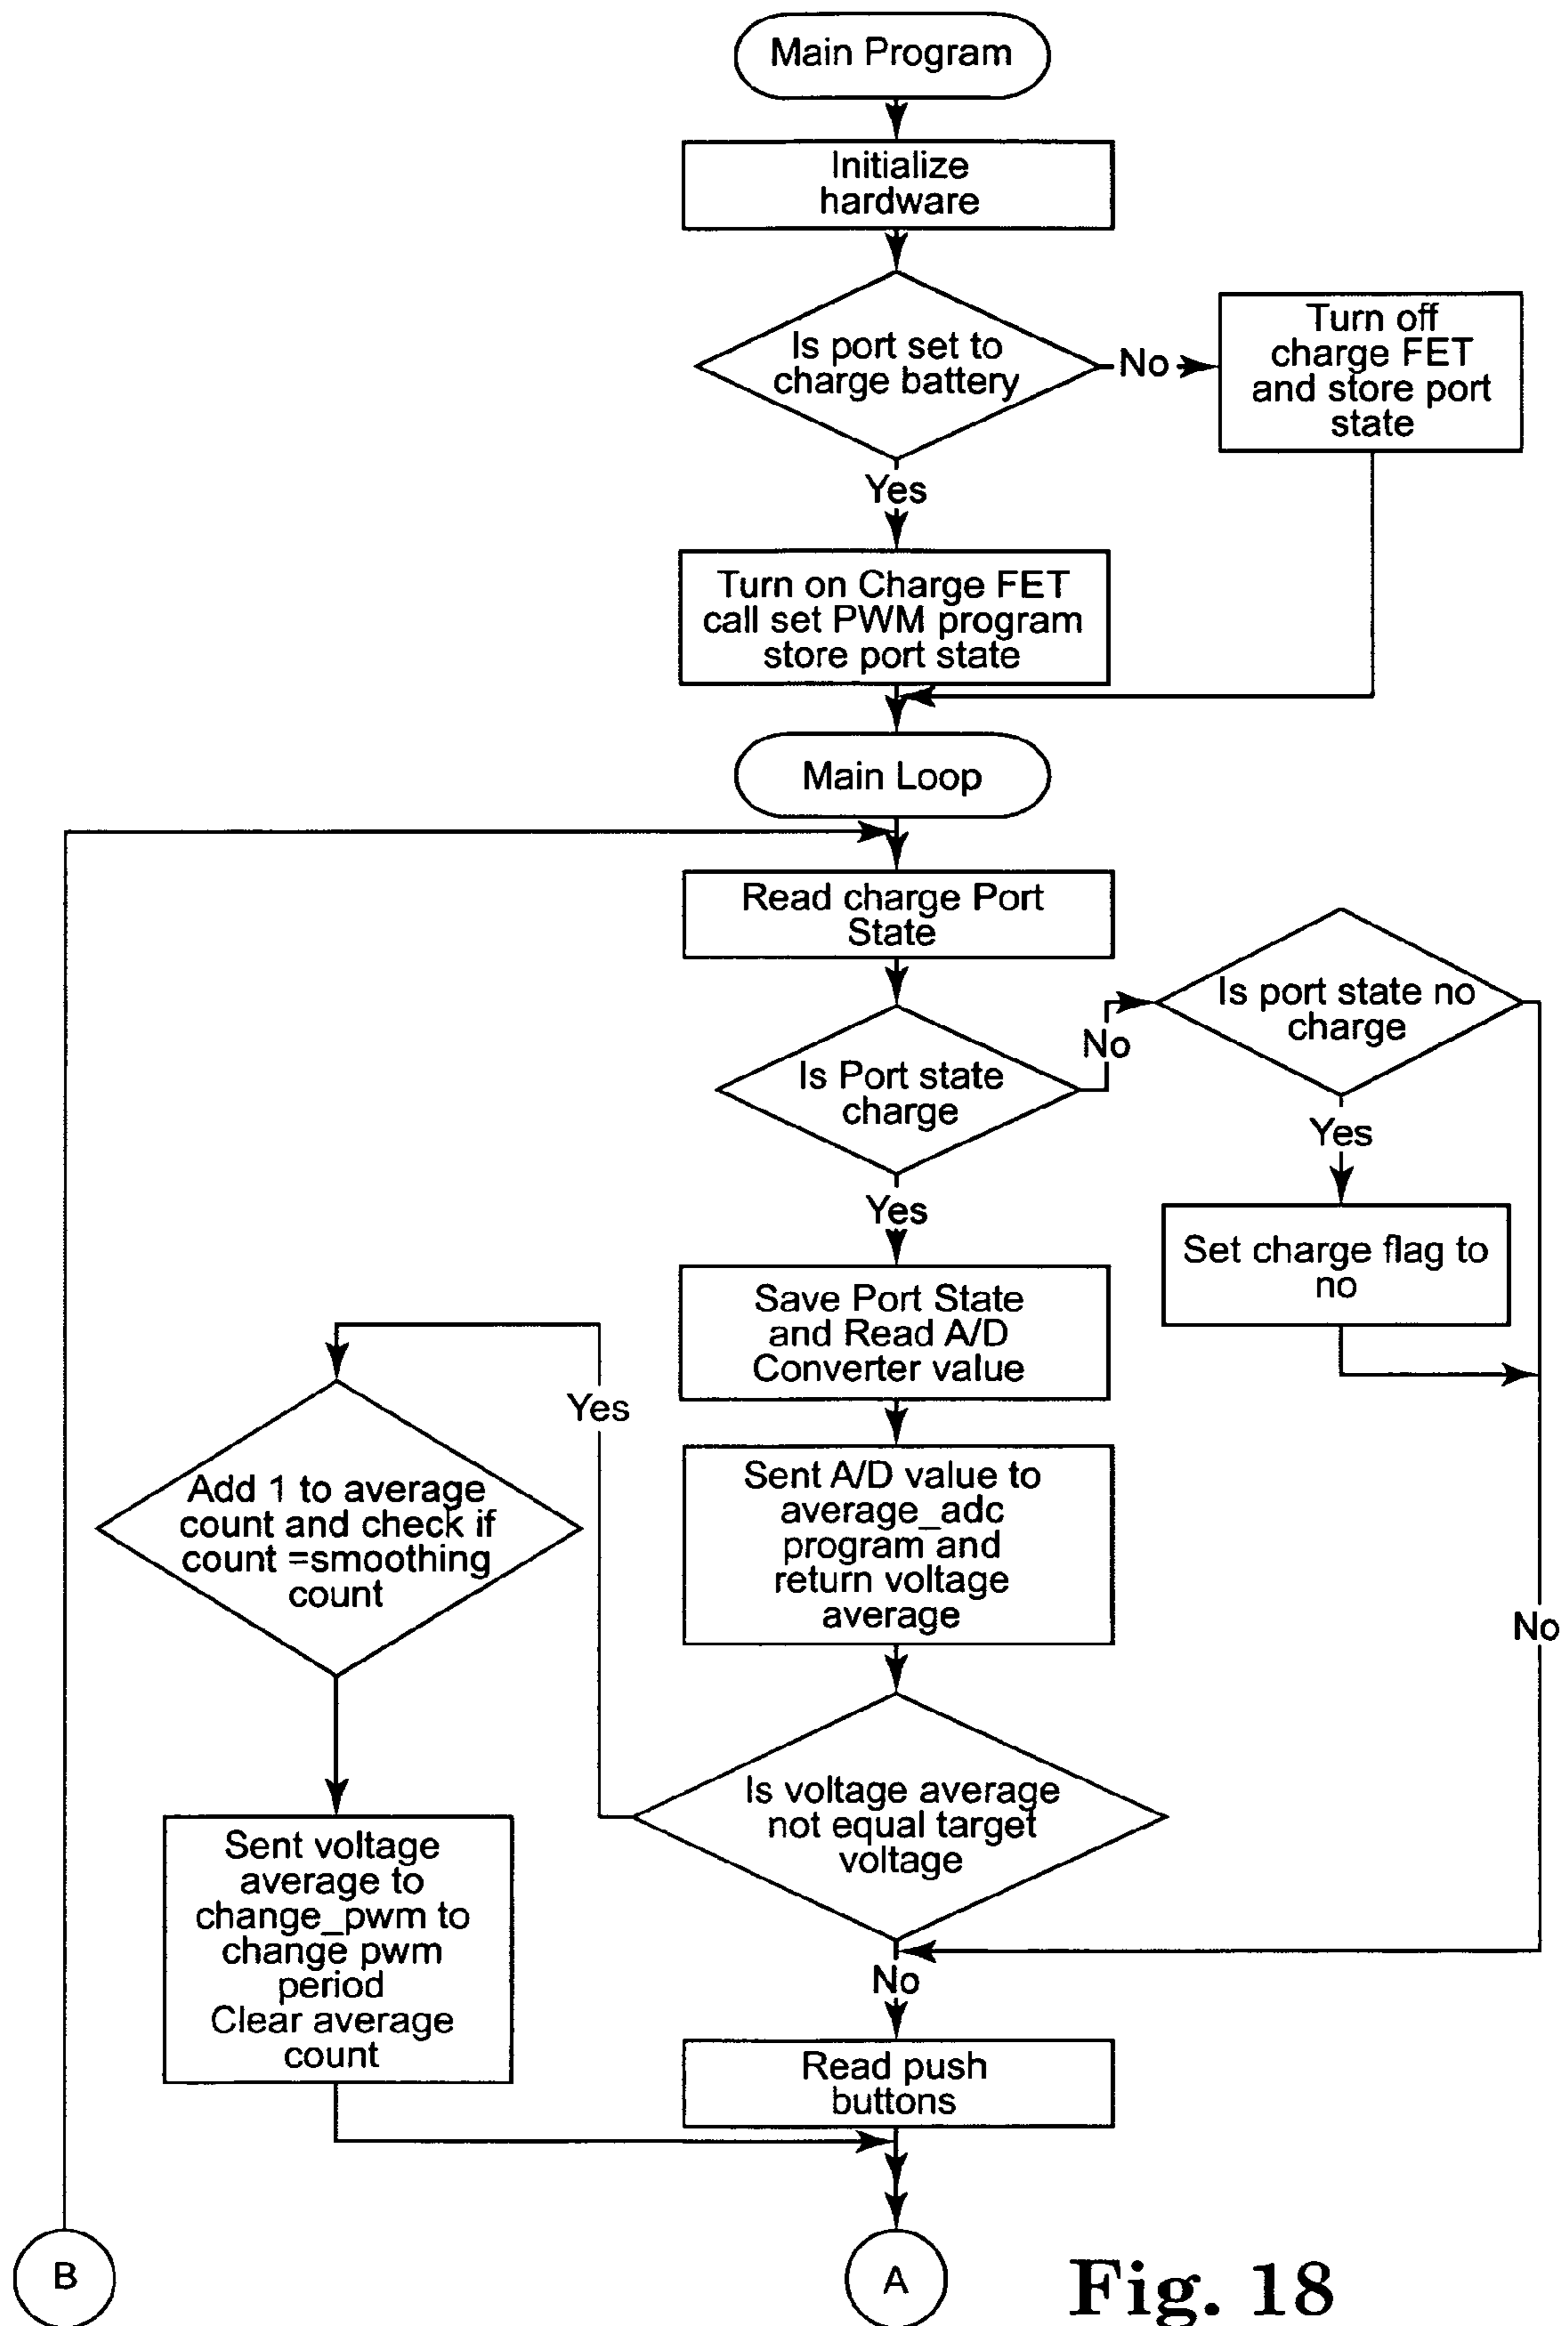 Main Program
Initialize
hardware
Is port set to
charge battery
No
Turn off
charge FET
and store port
state
Yes
Turn on Charge FET
call set PWM program
store port state
Main Loop
Read charge Port
State
Is port state no
charge
No
Is Port state
charge
Yes
Yes
Set charge flag to
no
Save Port State
and Read A/D
Converter value
Yes
Add 1 to average
count and check if
count =smoothing
count
Sent A/D value to
average_adc
program and
return voltage
average
No
Is voltage average
not equal target
voltage
Sent voltage
average to
change_pwm to
change pwm
period
Clear average
count
No
Read push
buttons
B
A
Fig. 18